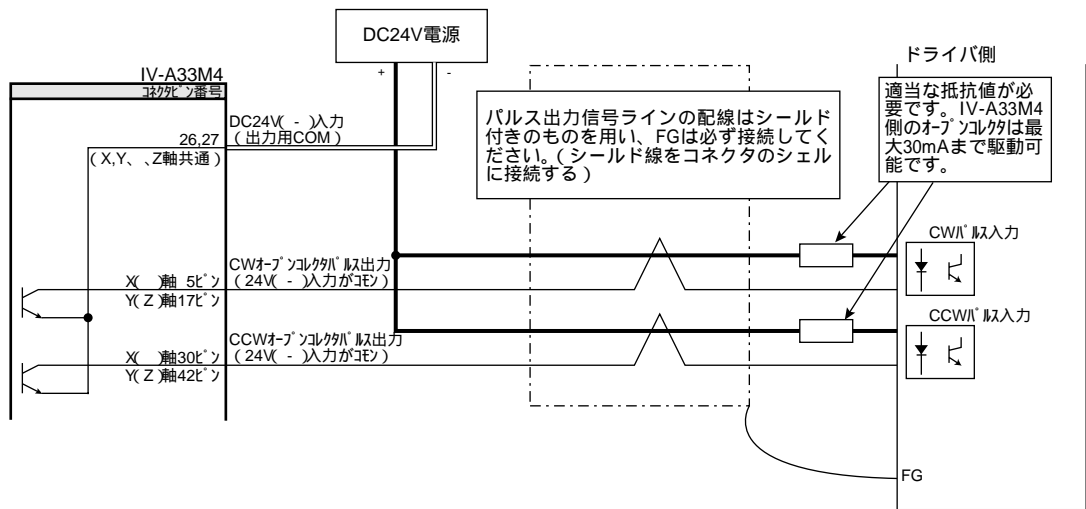 DC24V電源
+ -
IV-A33M4
コネクタピン番号
DC24V( - )入力
26,27
( 出力用COM )
( X,Y、 、Z軸共通 )
パルス出力信号ラインの配線はシールド
付きのものを用い、FGは必ず接続してく
ださい。( シールド線をコネクタのシェル
に接続する )
ドライバ側
適当な抵抗値が必
要です。IV-A33M4
側のオープンコレクタは最
大30mAまで駆動可
能です。
CWパルス入力
CWオープンコレクタパルス出力
X( )軸 5ピン
( 24V( - )入力がコモン )
Y( Z )軸17ピン
CCWパルス入力
CCWオープンコレクタパルス出力
X( )軸30ピン
( 24V( - )入力がコモン )
Y( Z )軸42ピン
FG